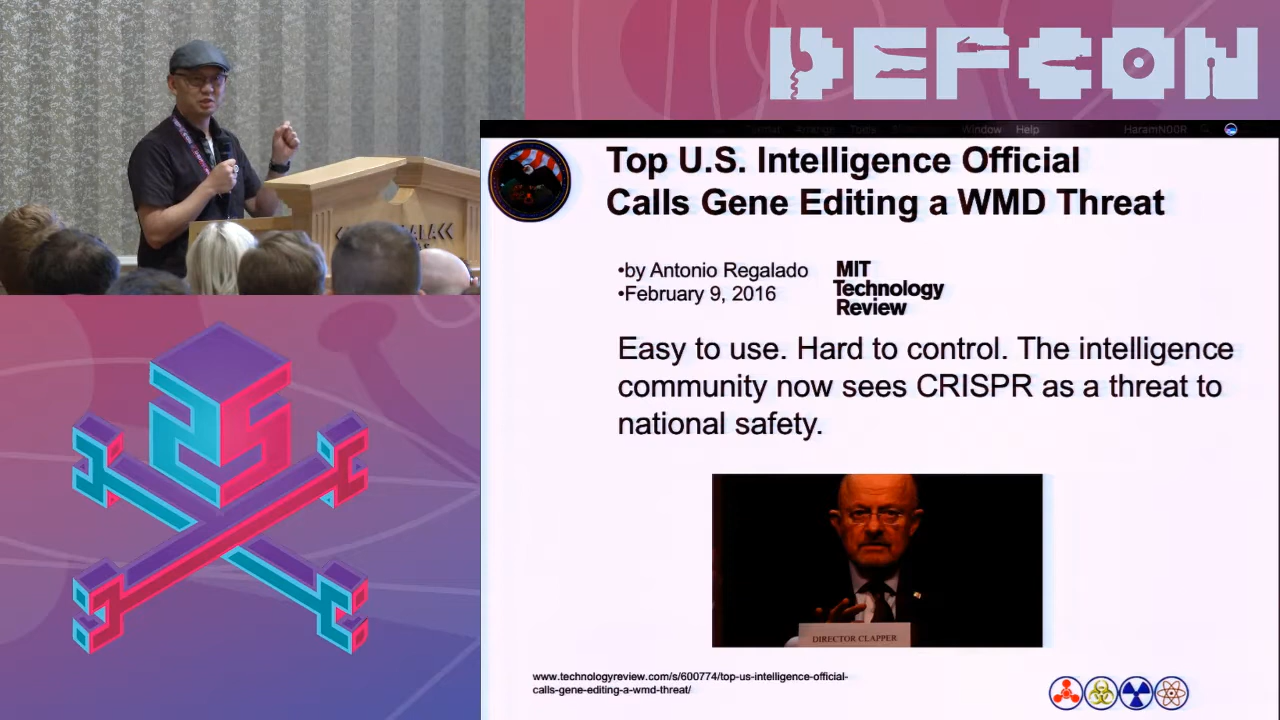 DEFCON
Window Help HaramN00R
Top U.S. Intelligence Official
Calls Gene Editing a WMD Threat
•by Antonio Regalado
•February 9, 2016
MIT
Technology
Review
Easy to use. Hard to control. The intelligence
community now sees CRISPR as a threat to
national safety.
DIRECTOR CLAPPER
www.technologyreview.com/s/600774/top-us-intelligence-official-
calls-gene-editing-a-wmd-threat/
25